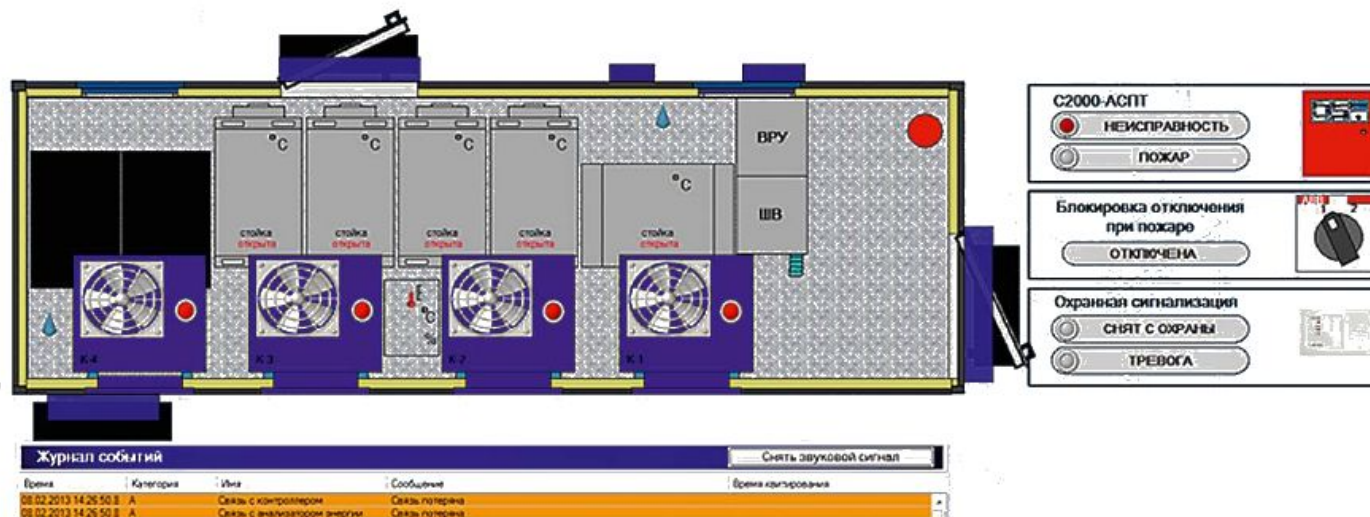 С2000-АСПТ
НЕИСПРАВНОСТЬ
ПОЖАР
ВРУ
ШВ
°C
°C
°C
°C
°C
стойка
открыта
стойка
открыта
стойка
открыта
стойка
открыта
стойка
открыта
Блокировка отключения
при пожаре
ОТКЛЮЧЕНА
1 2
Охранная сигнализация
СНЯТ С ОХРАНЫ
ТРЕВОГА
°C
%
К-4
К-3
К-2
К-1
Журнал событий
Снять звуковой сигнал
Время Категория Имя Сообщение Время квитирования
08.02.2013 14:26:50.8 А Связь с контроллером Связь потеряна
08.02.2013 14:26:50.8 А Связь с анализатором энергии Связь потеряна